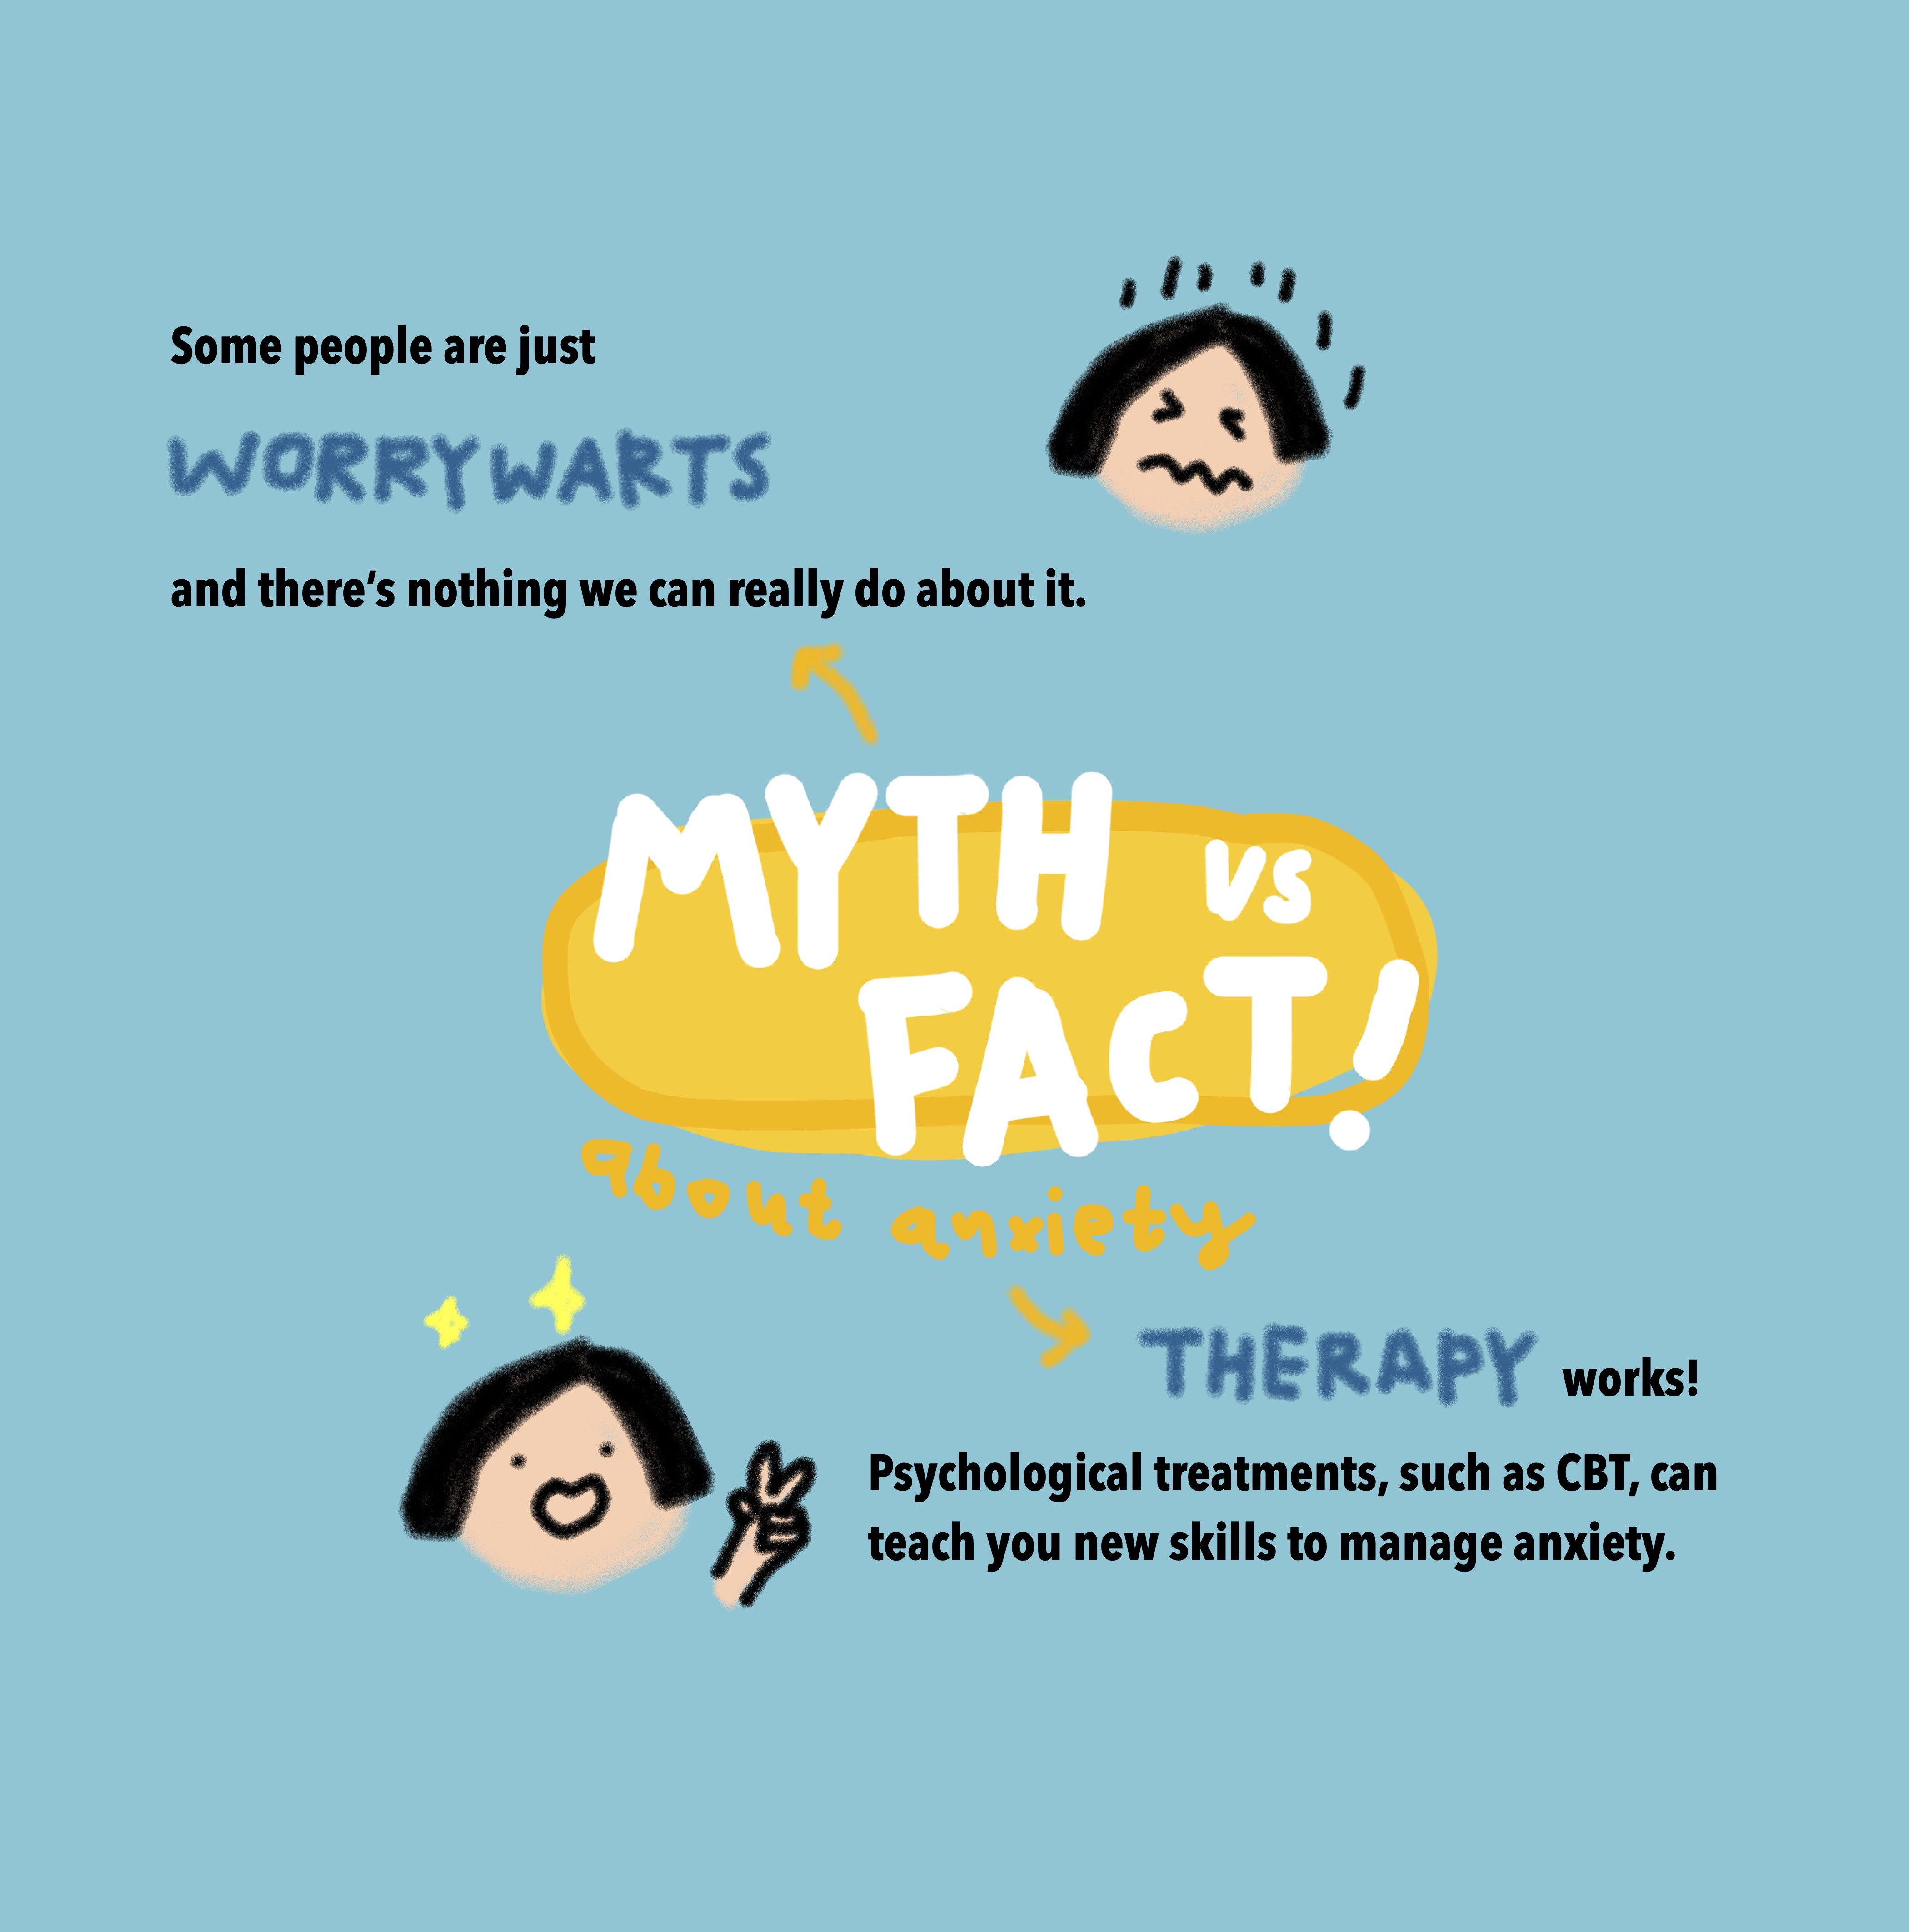 Some people are just
WORRYWARTS
and there's nothing we can really do about it.
MYTH vs
FACT!
about anxiety
THERAPY works!
Psychological treatments, such as CBT, can
teach you new skills to manage anxiety.